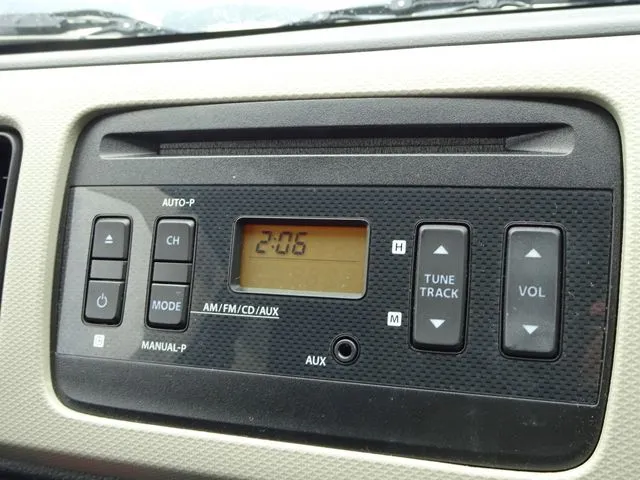 AUTO-P
CH
MODE
AM/FM/CD/AUX
MANUAL-P
2:06
AUX
H
M
TUNE
TRACK
VOL